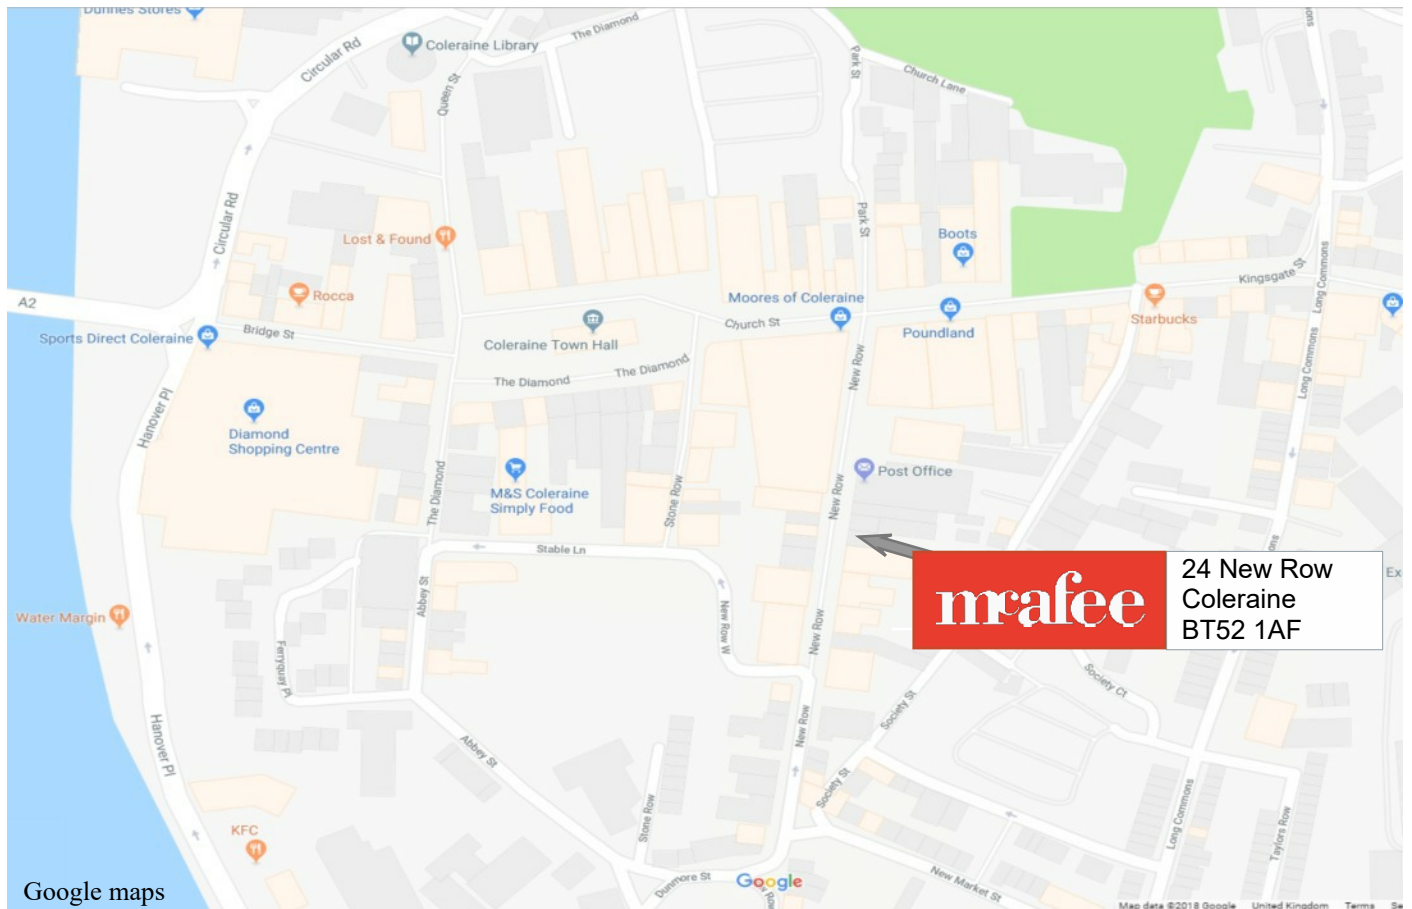 Dunnes Stores
Circular Rd
Coleraine Library
The Diamond
Queen St
Park St
Church Lane
Circular Rd
Lost & Found
Park St
Boots
Kingsgate St
Long Commons
A2
Rocca
Moores of Coleraine
Church St
Poundland
Starbucks
Sports Direct Coleraine
Bridge St
Coleraine Town Hall
The Diamond
The Diamond
New Row
Long Commons
Hanover Pl
Diamond
Shopping Centre
The Diamond
M&S Coleraine
Simply Food
Stone Row
New Row
Post Office
Stable Ln
mcafee
24 New Row
Coleraine
BT52 1AF
Water Margin
Abbey St
Ferryquay Pl
New Row W
New Row
Society St
Society Ct
Hanover Pl
Abbey St
New Row
Society St
Stone Row
Long Commons
Taylors Row
KFC
Dunmore St
Google
New Market St
Google maps
Map data ©2018 Google United Kingdom Terms